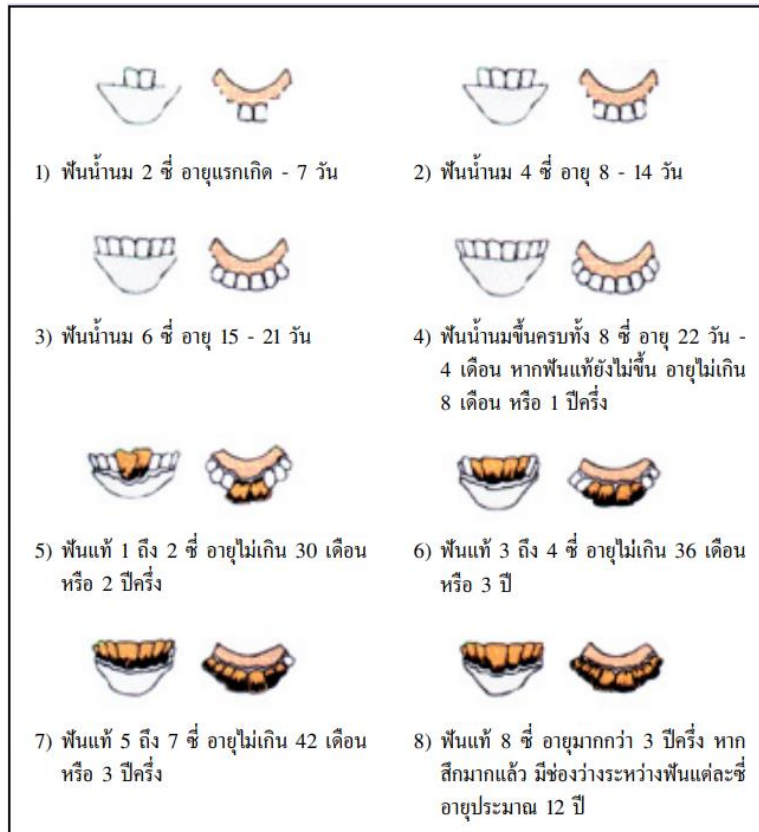 1) ฟันน้ำนม 2 ซี่ อายุแรกเกิด - 7 วัน
2) ฟันน้ำนม 4 ซี่ อายุ 8 - 14 วัน
3) ฟันน้ำนม 6 ซี่ อายุ 15 - 21 วัน
4) ฟันน้ำนมขึ้นครบทั้ง 8 ซี่ อายุ 22 วัน -
4 เดือน หากฟันแท้ยังไม่ขึ้น อายุไม่เกิน
8 เดือน หรือ 1 ปีครึ่ง
5) ฟันแท้ 1 ถึง 2 ซี่ อายุไม่เกิน 30 เดือน
หรือ 2 ปีครึ่ง
6) ฟันแท้ 3 ถึง 4 ซี่ อายุไม่เกิน 36 เดือน
หรือ 3 ปี
7) ฟันแท้ 5 ถึง 7 ซี่ อายุไม่เกิน 42 เดือน
หรือ 3 ปีครึ่ง
8) ฟันแท้ 8 ซี่ อายุมากกว่า 3 ปีครึ่ง หาก
สึกมากแล้ว มีช่องว่างระหว่างฟันแต่ละซี่
อายุประมาณ 12 ปี